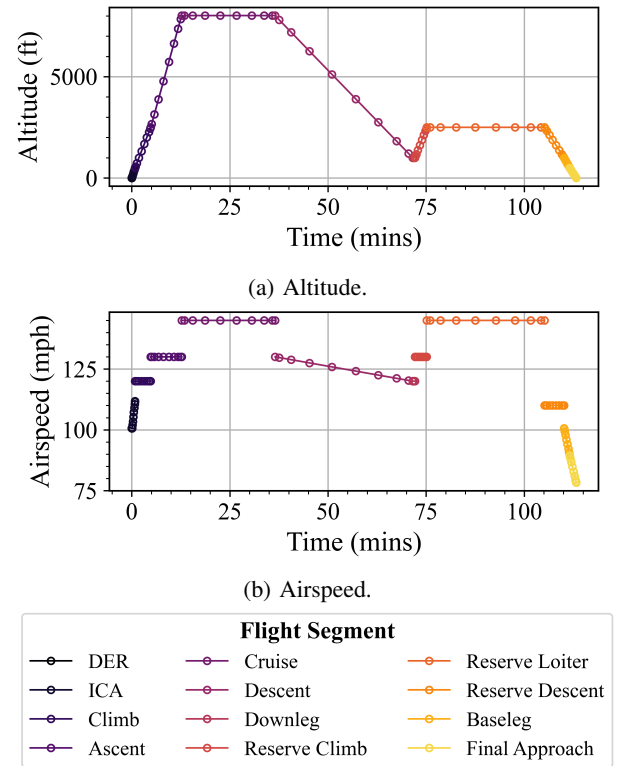 Altitude (ft)
5000
0
0 25 50 75 100
Time (mins)
(a) Altitude.
Airspeed (mph)
125
100
75
0 25 50 75 100
Time (mins)
(b) Airspeed.
Flight Segment
DER Cruise Reserve Loiter
ICA Descent Reserve Descent
Climb Downleg Baseleg
Ascent Reserve Climb Final Approach